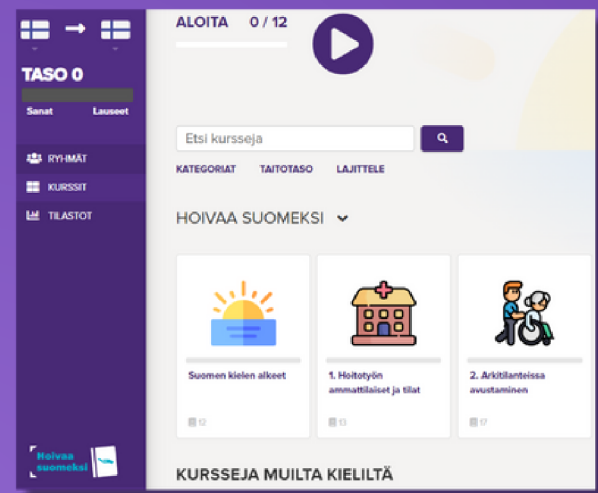 TASO 0
Sanat Lauseet
RYHMÄT
KURSSIT
TILASTOT
Hoivaa
suomeksi
ALOITA 0 / 12
Etsi kursseja
KATEGORIAT TAITOTASO LAJITTELE
HOIVAA SUOMEKSI
Suomen kielen alkeet
12
1. Hoitotyön
ammattilaiset ja tilat
13
2. Arkitilanteissa
avustaminen
17
KURSSEJA MUILTA KIELILTÄ